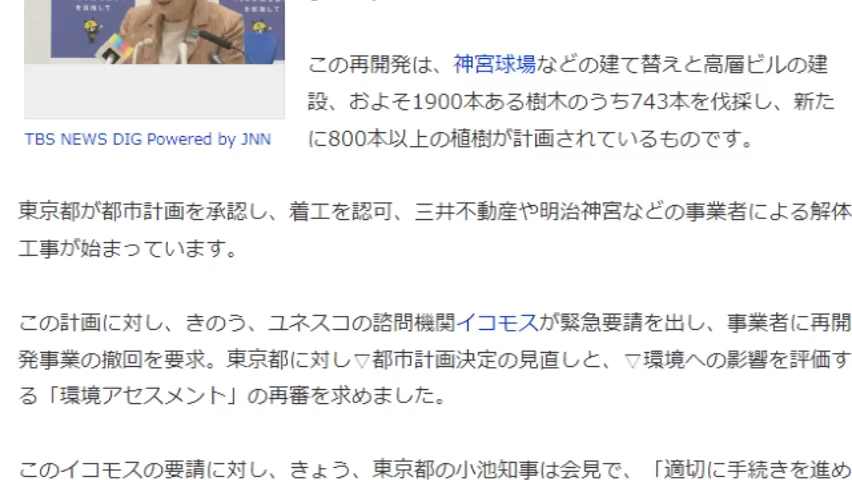 を目指して
を目指して
TBS NEWS DIG Powered by JNN
この再開発は、神宮球場などの建て替えと高層ビルの建
設、およそ1900本ある樹木のうち743本を伐採し、新た
に800本以上の植樹が計画されているものです。
東京都が都市計画を承認し、着工を認可、三井不動産や明治神宮などの事業者による解体
工事が始まっています。
この計画に対し、きのう、ユネスコの諮問機関イコモスが緊急要請を出し、事業者に再開
発事業の撤回を要求。東京都に対し▽都市計画決定の見直しと、▽環境への影響を評価す
る「環境アセスメント」の再審を求めました。
このイコモスの要請に対し、きょう、東京都の小池知事は会見で、「適切に手続きを進め